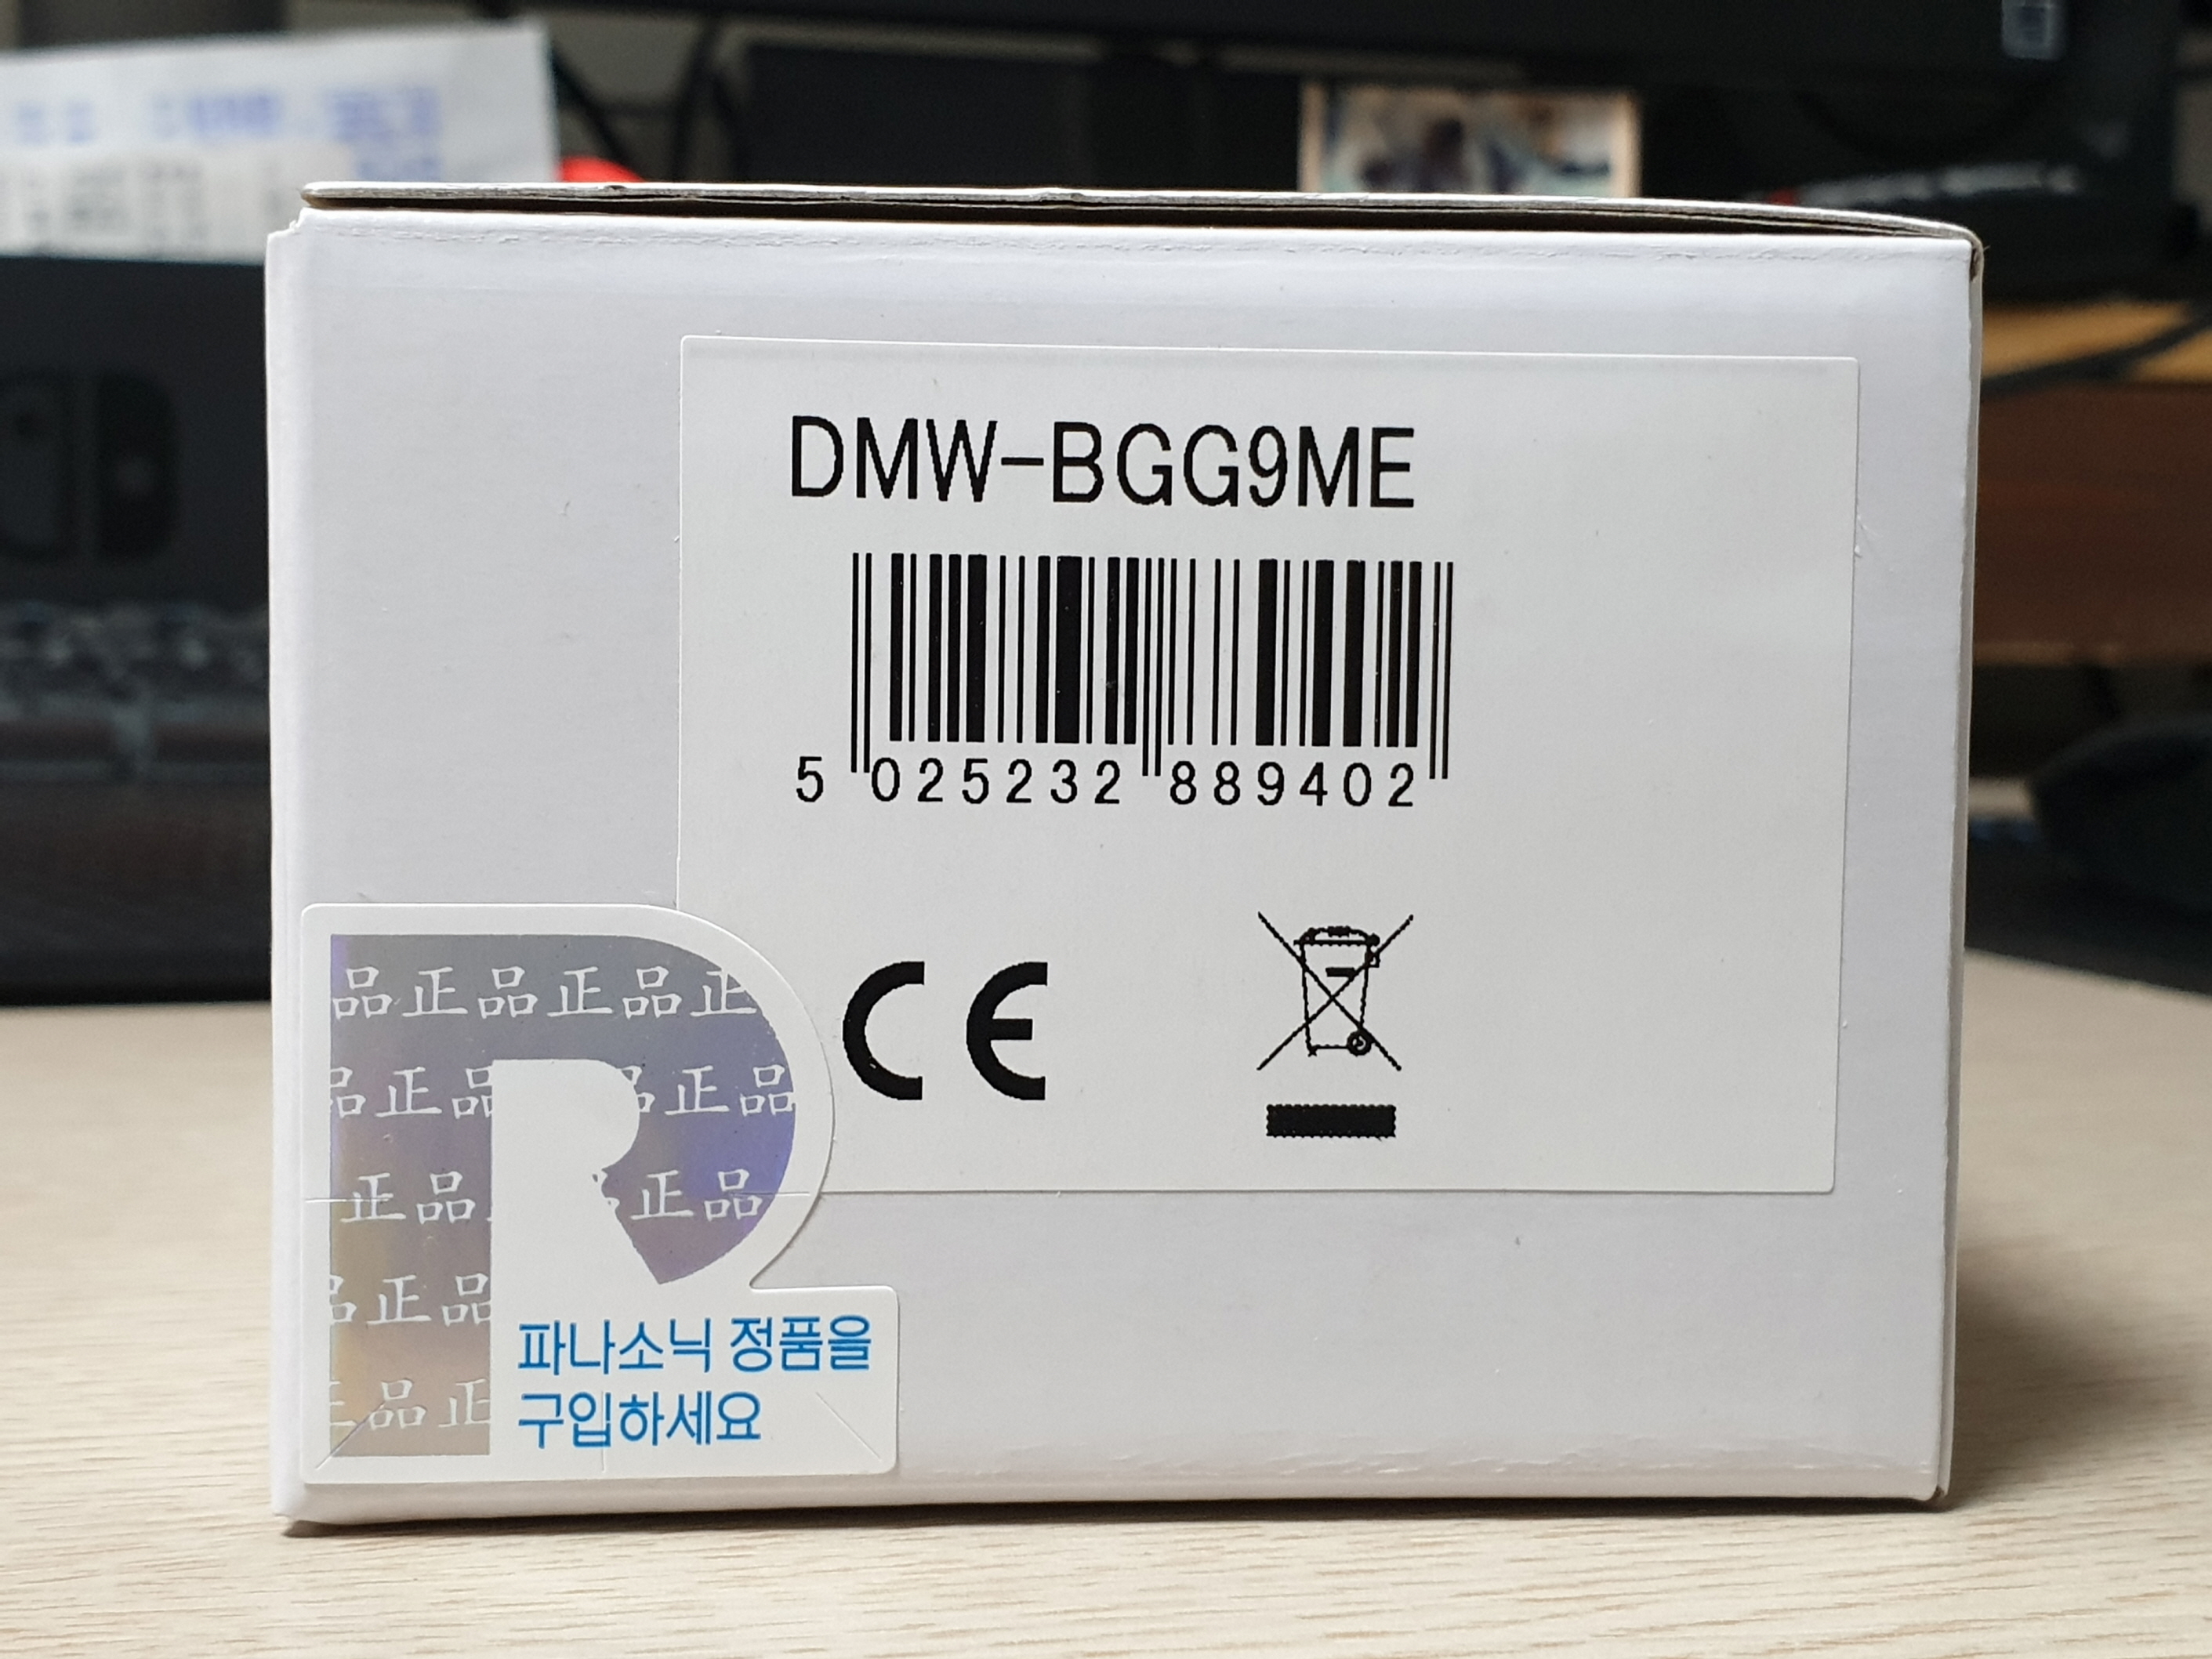 DMW-BGG9ME
5 025232 889402
CE
品正品正品正
品正品 品正品
正品 正品
品正品
正品正
파나소닉 정품을
구입하세요